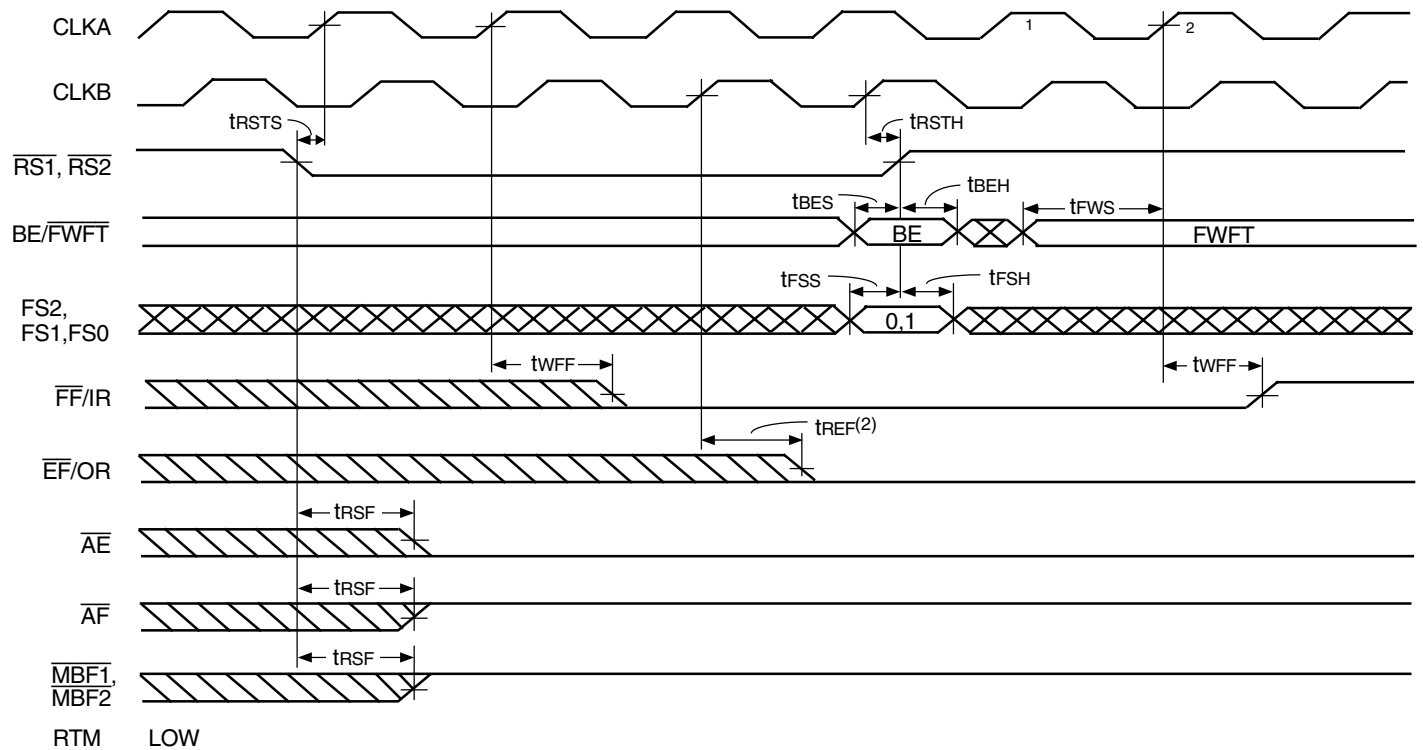 CLKA
1
2
CLKB
tRSTS
tRSTH
RS1, RS2
tBES
tBEH
tFWS
BE/FWFT
BE
FWFT
tFSS
tFSH
FS2,
FS1,FS0
0,1
tWFF
tWFF
FF/IR
tREF(2)
EF/OR
tRSF
AE
tRSF
AF
tRSF
MBF1,
MBF2
RTM LOW